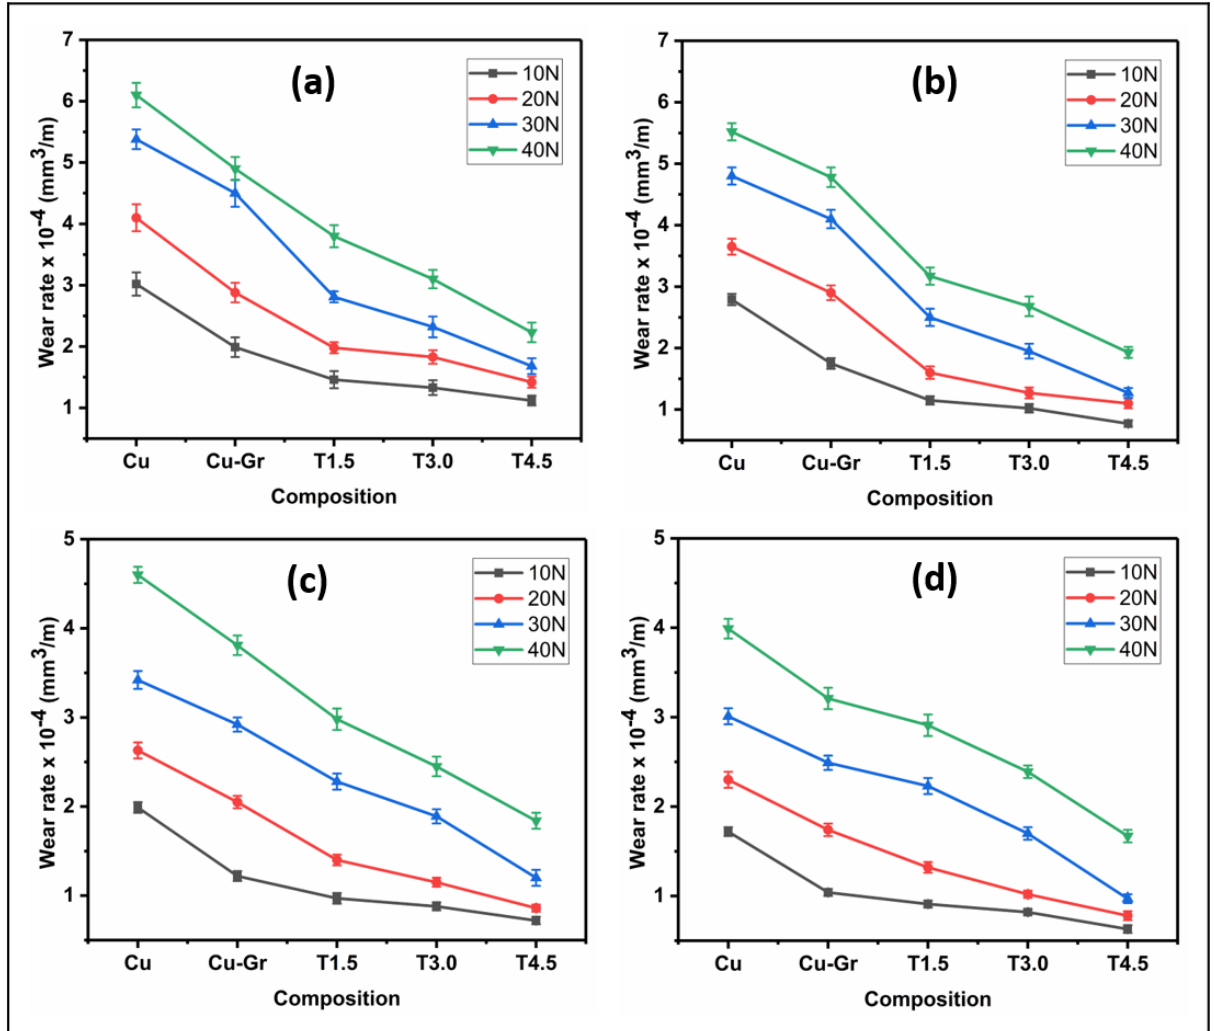 (a)
10N
20N
30N
40N
Wear rate x 10⁻⁴ (mm³/m)
7
6
5
4
3
2
1
Cu Cu-Gr T1.5 T3.0 T4.5
Composition
(b)
10N
20N
30N
40N
Wear rate x 10⁻⁴ (mm³/m)
7
6
5
4
3
2
1
Cu Cu-Gr T1.5 T3.0 T4.5
Composition
(c)
10N
20N
30N
40N
Wear rate x 10⁻⁴ (mm³/m)
5
4
3
2
1
Cu Cu-Gr T1.5 T3.0 T4.5
Composition
(d)
10N
20N
30N
40N
Wear rate x 10⁻⁴ (mm³/m)
5
4
3
2
1
Cu Cu-Gr T1.5 T3.0 T4.5
Composition